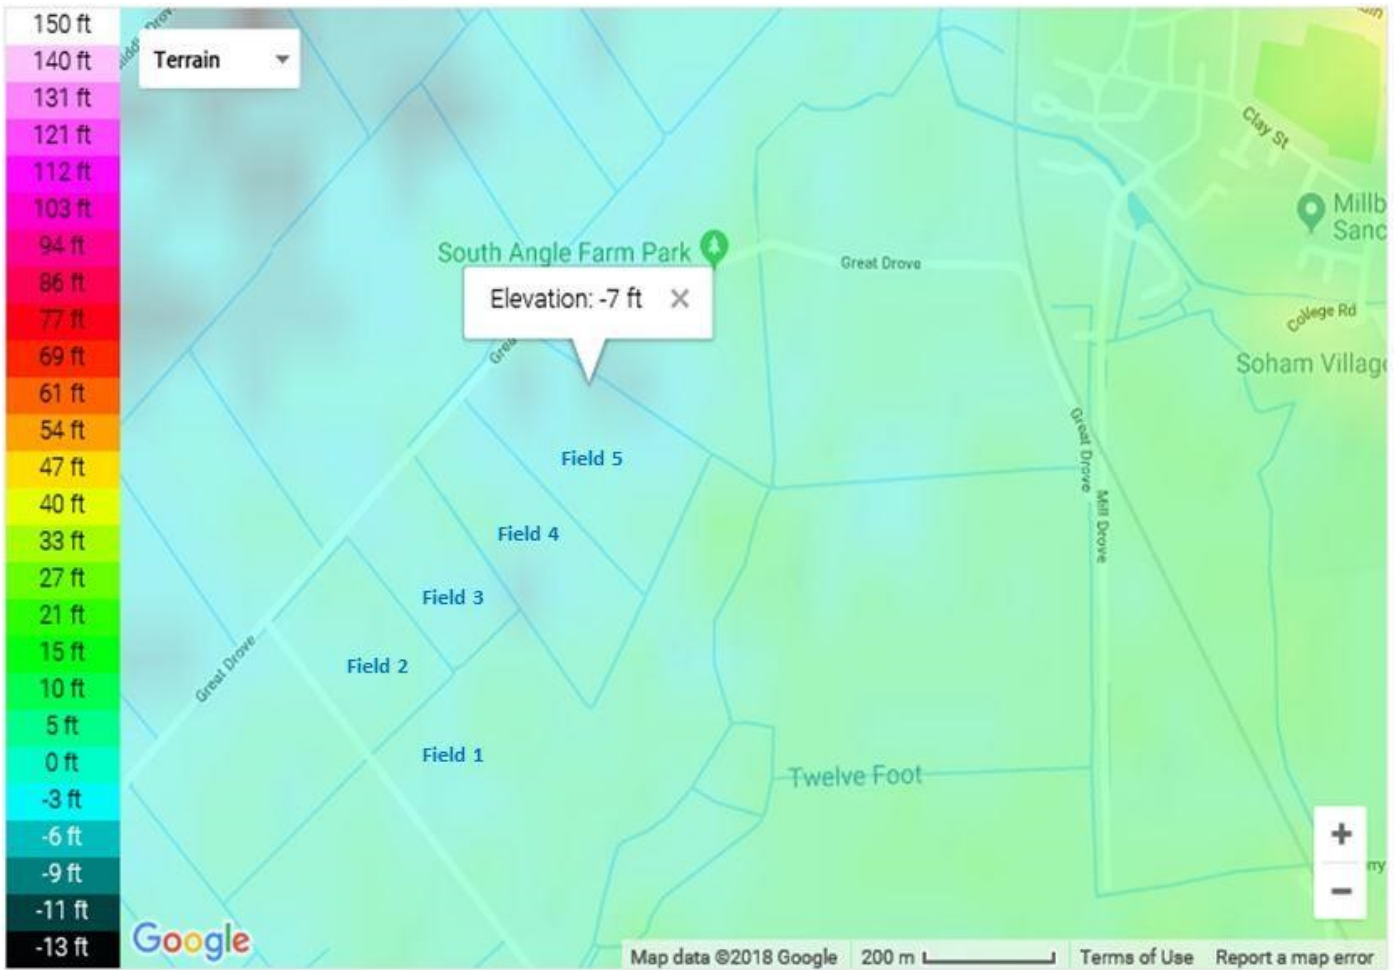 150 ft
140 ft
131 ft
121 ft
112 ft
103 ft
94 ft
86 ft
77 ft
69 ft
61 ft
54 ft
47 ft
40 ft
33 ft
27 ft
21 ft
15 ft
10 ft
5 ft
0 ft
-3 ft
-6 ft
-9 ft
-11 ft
-13 ft
Terrain
Clay St
Millb
Sanc
South Angle Farm Park
Great Drove
Elevation: -7 ft
College Rd
Soham Village
Great Drove
Mill Drove
Field 5
Field 4
Field 3
Field 2
Great Drove
Field 1
Twelve Foot
Google
Map data ©2018 Google
200 m
Terms of Use
Report a map error